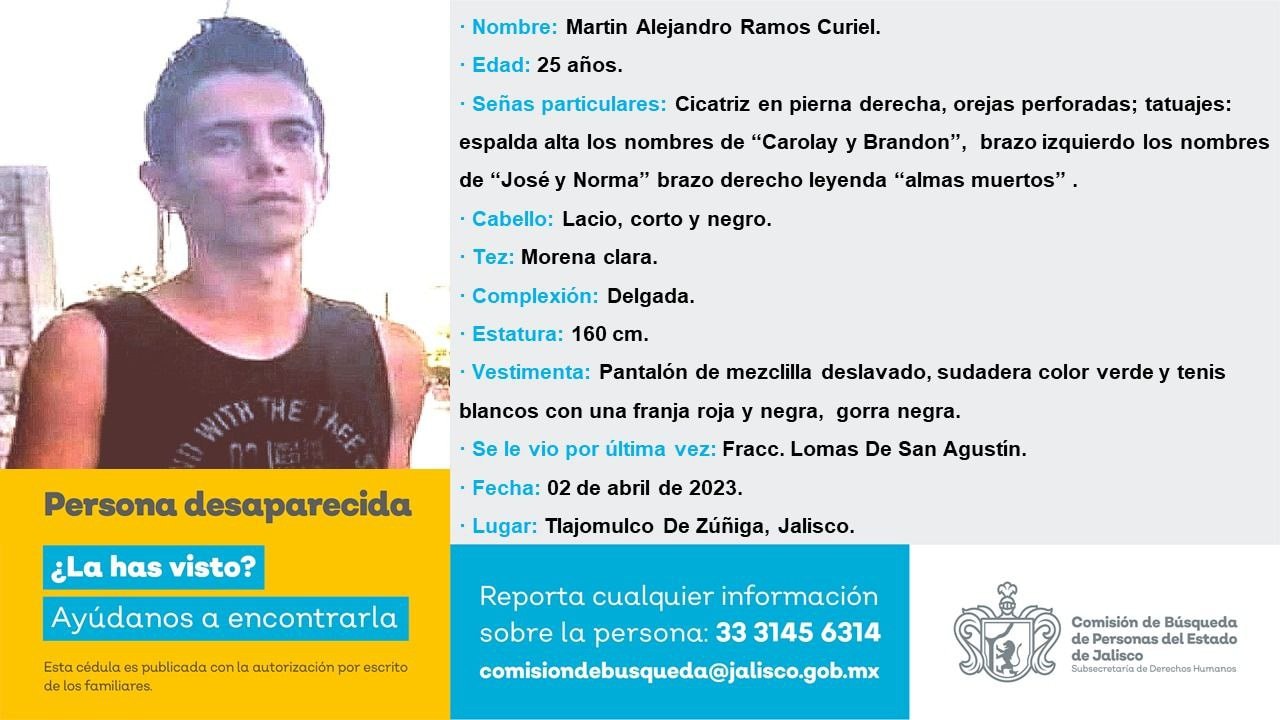 · Nombre: Martin Alejandro Ramos Curiel.
· Edad: 25 años.
· Señas particulares: Cicatriz en pierna derecha, orejas perforadas; tatuajes:
espalda alta los nombres de “Carolay y Brandon”, brazo izquierdo los nombres
de “José y Norma” brazo derecho leyenda “almas muertos” .
· Cabello: Lacio, corto y negro.
· Tez: Morena clara.
· Complexión: Delgada.
· Estatura: 160 cm.
· Vestimenta: Pantalón de mezclilla deslavado, sudadera color verde y tenis
blancos con una franja roja y negra, gorra negra.
· Se le vio por última vez: Fracc. Lomas De San Agustín.
· Fecha: 02 de abril de 2023.
· Lugar: Tlajomulco De Zúñiga, Jalisco.
WITH THE
Persona desaparecida
¿La has visto?
Ayúdanos a encontrarla
Esta cédula es publicada con la autorización por escrito
de los familiares.
Reporta cualquier información
sobre la persona: 33 3145 6314
comisiondebusqueda@jalisco.gob.mx
Comisión de Búsqueda
de Personas del Estado
de Jalisco
Subsecretaría de Derechos Humanos